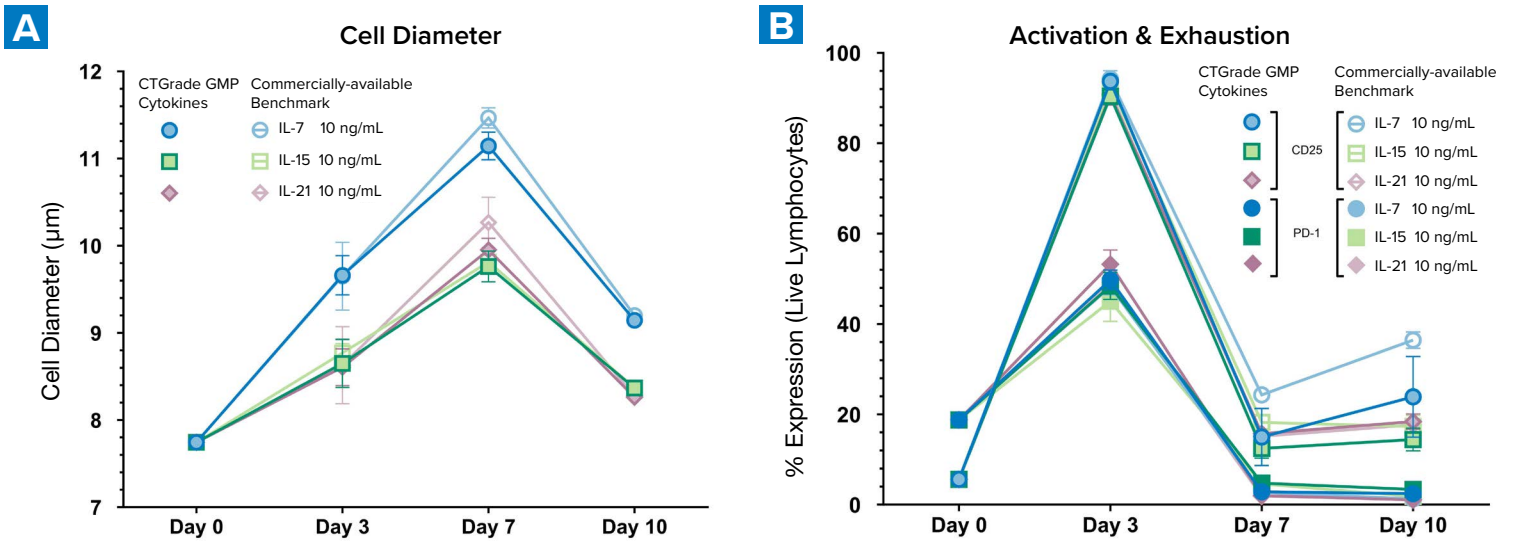 A
Cell Diameter
CTGrade GMP Commercially-available
Cytokines Benchmark
IL-7 10 ng/mL
IL-15 10 ng/mL
IL-21 10 ng/mL
Cell Diameter (μm)
12
11
10
9
8
7
Day 0 Day 3 Day 7 Day 10
B
Activation & Exhaustion
CTGrade GMP Commercially-available
Cytokines Benchmark
IL-7 10 ng/mL
CD25 IL-15 10 ng/mL
IL-21 10 ng/mL
IL-7 10 ng/mL
PD-1 IL-15 10 ng/mL
IL-21 10 ng/mL
% Expression (Live Lymphocytes)
100
80
60
40
20
0
Day 0 Day 3 Day 7 Day 10